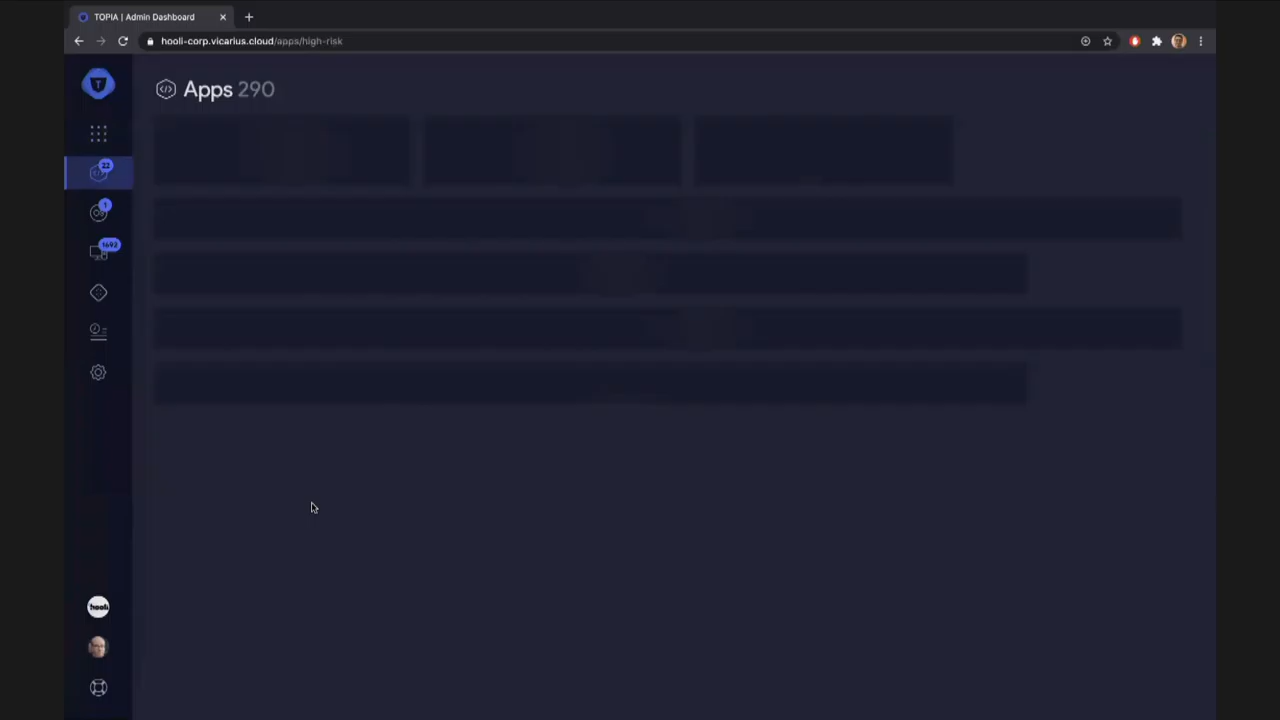 TOPIA | Admin Dashboard
hooli-corp.vicarius.cloud/apps/high-risk
T
Apps 290
22
1
1692
hooli